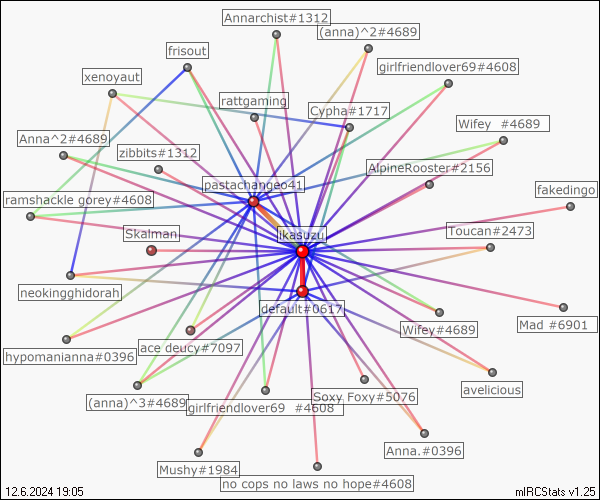 Annarchist#1312
(anna)^2#4689
frisout
girlfriendlover69#4608
xenoyaut
rattgaming
Cypha#1717
Wifey  #4689
Anna^2#4689
zibbits#1312
AlpineRooster#2156
pastachangeo41
fakedingo
ramshackle gorey#4608
Skalman
ikasuzu
Toucan#2473
neokingghidorah
default#0617
Mad #6901
Wifey#4689
hypomanianna#0396
ace deucy#7097
avelicious
(anna)^3#4689
girlfriendlover69  #4608
Soxy Foxy#5076
Anna.#0396
Mushy#1984
no cops no laws no hope#4608
12.6.2024 19:05
mIRCStats v1.25